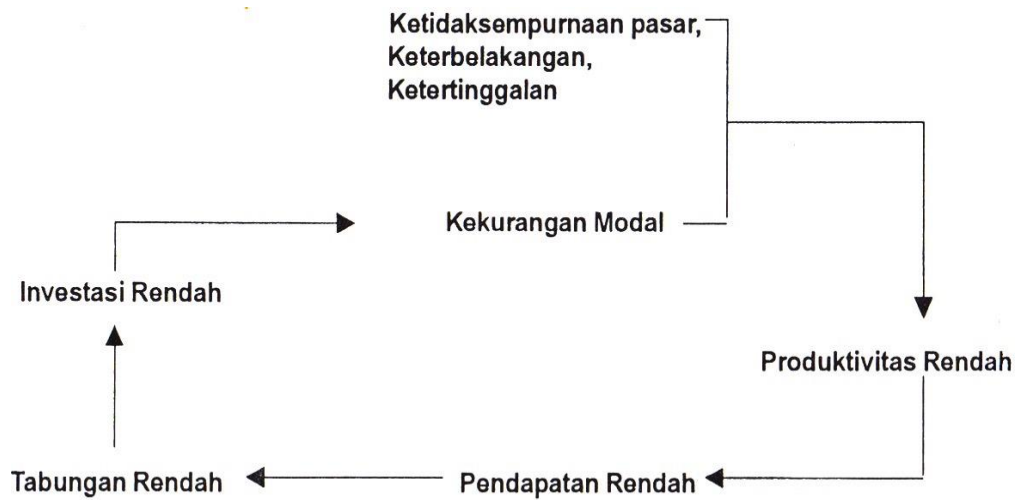 Ketidaksempurnaan pasar,
Keterbelakangan,
Ketertinggalan
Kekurangan Modal
Investasi Rendah
Produktivitas Rendah
Tabungan Rendah
Pendapatan Rendah